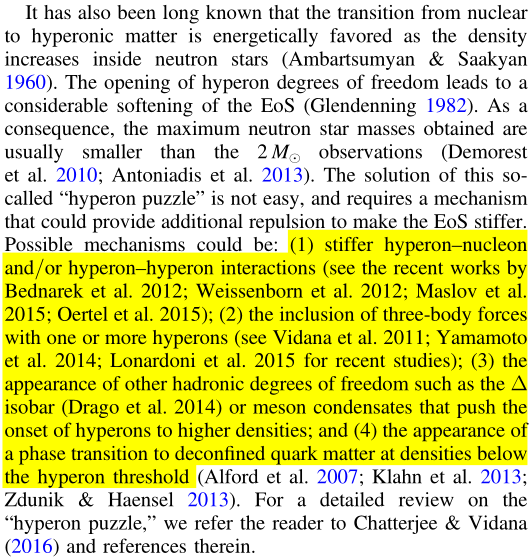 It has also been long known that the transition from nuclear
to hyperonic matter is energetically favored as the density
increases inside neutron stars (Ambartsumyan & Saakyan
1960). The opening of hyperon degrees of freedom leads to a
considerable softening of the EoS (Glendenning 1982). As a
consequence, the maximum neutron star masses obtained are
usually smaller than the 2 M⊙ observations (Demorest
et al. 2010; Antoniadis et al. 2013). The solution of this so-
called “hyperon puzzle” is not easy, and requires a mechanism
that could provide additional repulsion to make the EoS stiffer.
Possible mechanisms could be: (1) stiffer hyperon–nucleon
and/or hyperon–hyperon interactions (see the recent works by
Bednarek et al. 2012; Weissenborn et al. 2012; Maslov et al.
2015; Oertel et al. 2015); (2) the inclusion of three-body forces
with one or more hyperons (see Vidana et al. 2011; Yamamoto
et al. 2014; Lonardoni et al. 2015 for recent studies); (3) the
appearance of other hadronic degrees of freedom such as the Δ
isobar (Drago et al. 2014) or meson condensates that push the
onset of hyperons to higher densities; and (4) the appearance of
a phase transition to deconfined quark matter at densities below
the hyperon threshold (Alford et al. 2007; Klahn et al. 2013;
Zdunik & Haensel 2013). For a detailed review on the
“hyperon puzzle,” we refer the reader to Chatterjee & Vidana
(2016) and references therein.